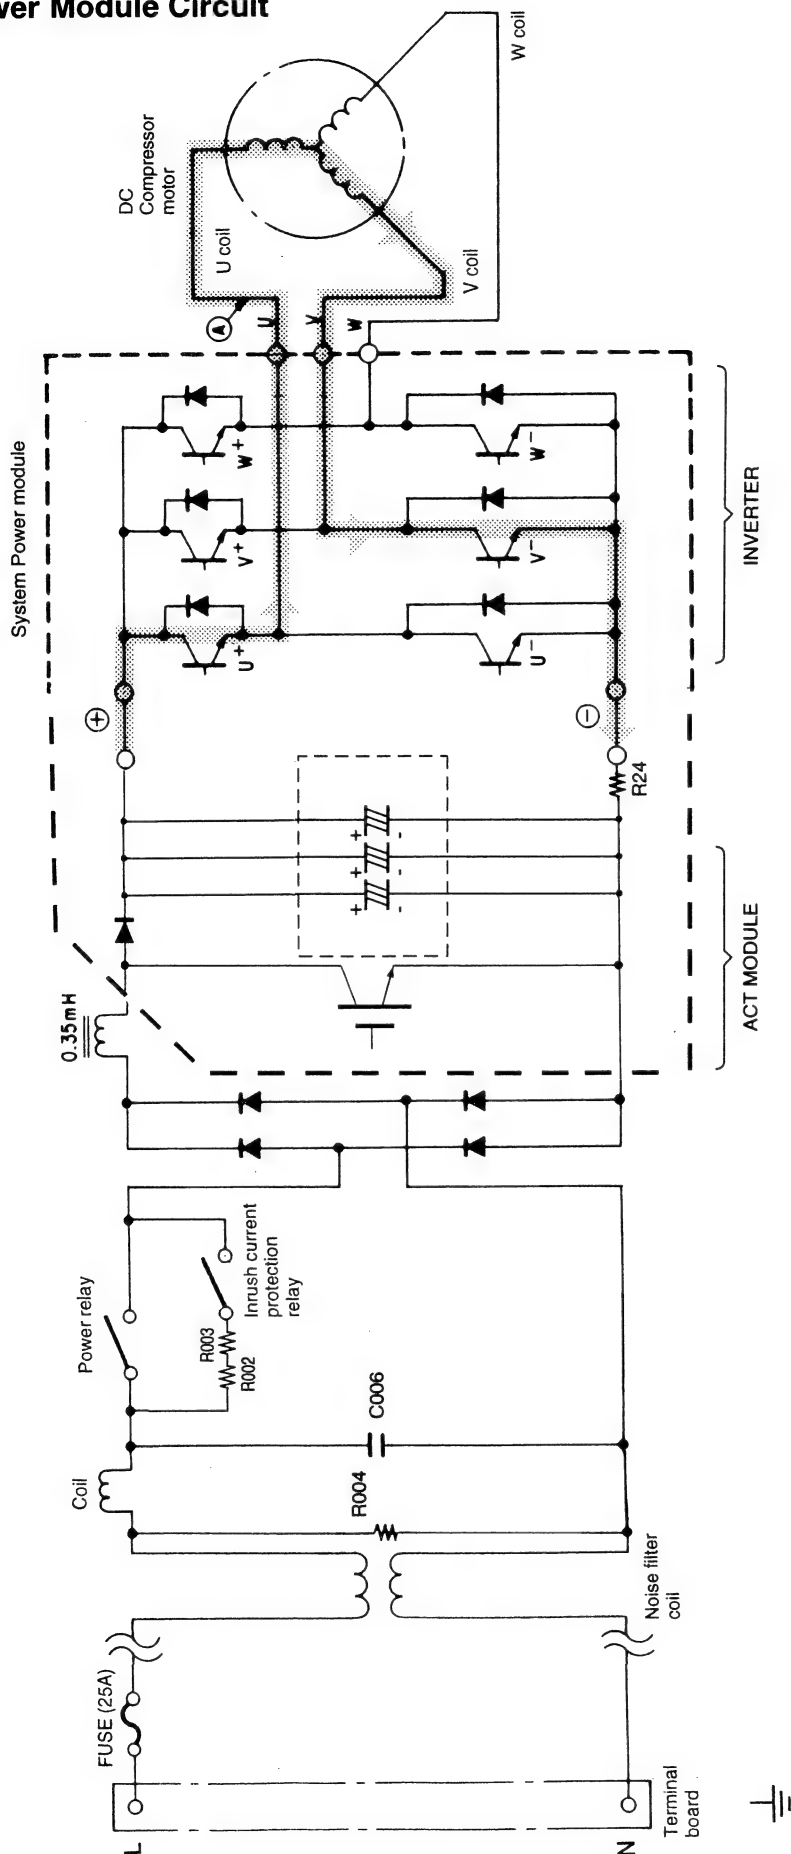 wer Module Circuit
W coil
DC
Compressor
motor
U coil
V coil
A
U
V
W
System Power module
W+
W−
V+
V−
U+
U−
INVERTER
+
−
R24
+
-
+
-
+
-
ACT MODULE
0.35mH
Power relay
Inrush current
protection
relay
R003
R002
C006
Coil
R004
Noise filter
coil
FUSE (25A)
Terminal
board
L
N